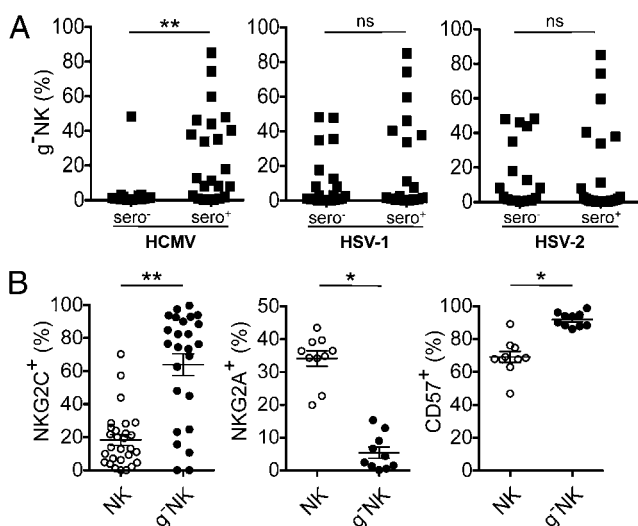 A
** ns ns
g⁻NK (%)
100 100 100
80 80 80
60 60 60
40 40 40
20 20 20
0 0 0
sero⁻ sero⁺ sero⁻ sero⁺ sero⁻ sero⁺
HCMV HSV-1 HSV-2
B
** * *
NKG2C⁺ (%)
100
80
60
40
20
0
NK g⁻NK
NKG2A⁺ (%)
50
40
30
20
10
0
NK g⁻NK
CD57⁺ (%)
100
80
60
40
20
0
NK g⁻NK